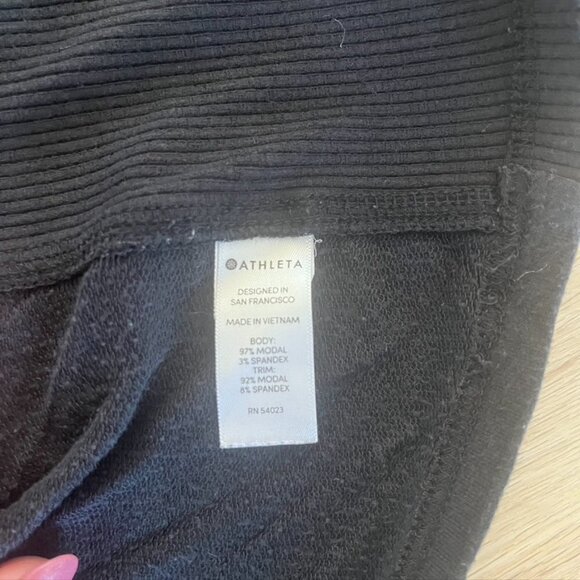 ATHLETA
DESIGNED IN
SAN FRANCISCO
MADE IN VIETNAM
BODY:
97% MODAL
3% SPANDEX
TRIM:
92% MODAL
8% SPANDEX
RN 54023